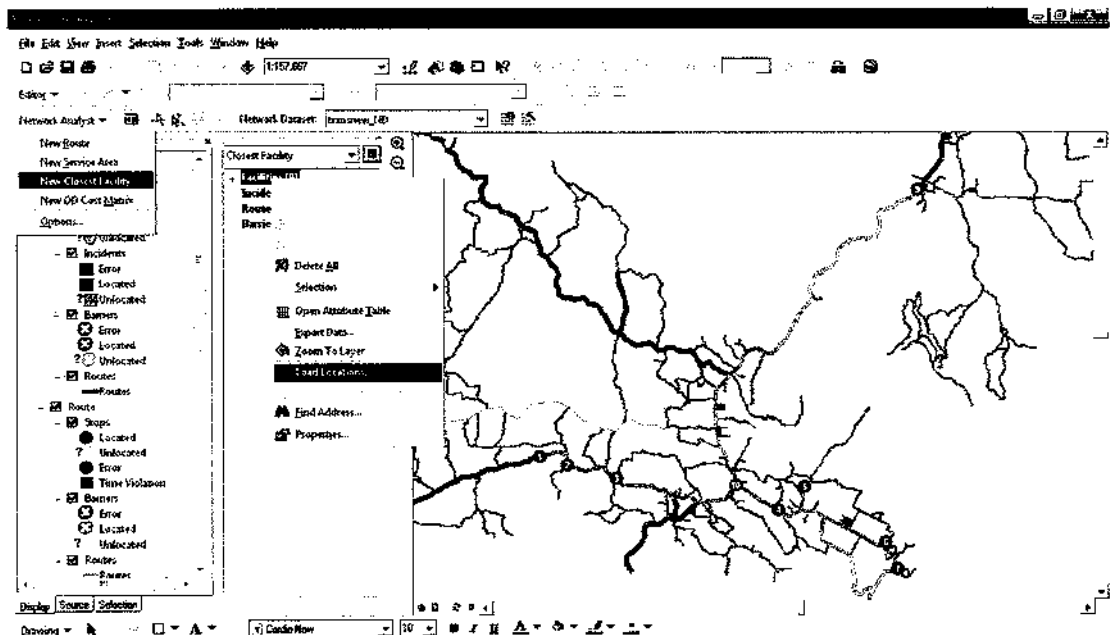 File Edit View Insert Selection Tools Window Help
1:157,667
Editor
Network Analyst
Network Dataset:
New Route
New Service Area
New Closest Facility
New OD Cost Matrix
Options...
Unlocated
Incidents
Error
Located
Unlocated
Barriers
Error
Located
Unlocated
Routes
Routes
Route
Stops
Located
Unlocated
Error
Time Violation
Barriers
Error
Located
Unlocated
Routes
Routes
Display Source Selection
Closest Facility
Incide
Route
Barrie
Delete All
Selection
Open Attribute Table
Export Data...
Zoom To Layer
Load Locations...
Find Address...
Properties...
Drawing
10